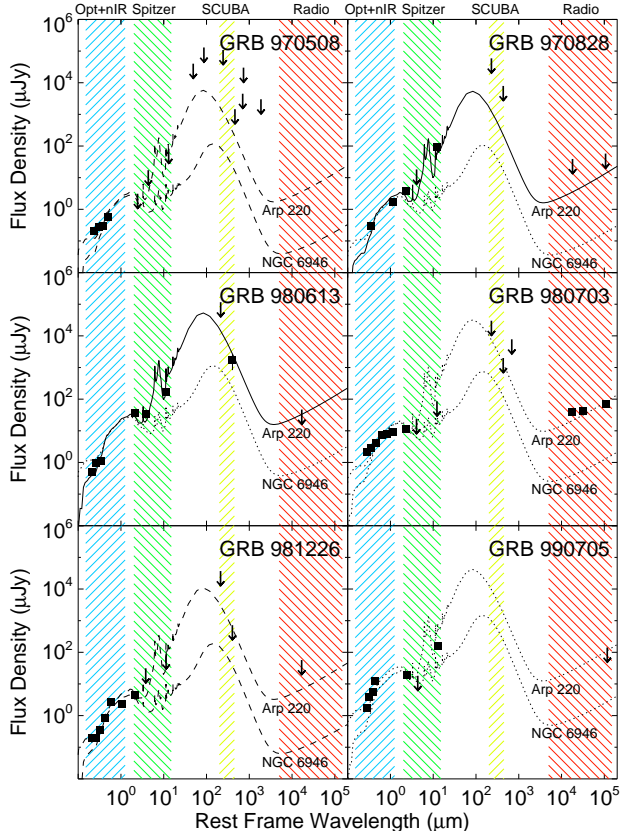 Opt+nIR Spitzer SCUBA Radio Opt+nIR Spitzer SCUBA Radio
10^6 GRB 970508 GRB 970828
10^4
Flux Density (μJy)
10^2
10^0
Arp 220 Arp 220
NGC 6946 NGC 6946
10^6 GRB 980613 GRB 980703
10^4
Flux Density (μJy)
10^2
10^0
Arp 220 Arp 220
NGC 6946 NGC 6946
10^6 GRB 981226 GRB 990705
10^4
Flux Density (μJy)
10^2
10^0
Arp 220 Arp 220
NGC 6946 NGC 6946
10^0 10^1 10^2 10^3 10^4 10^5 10^0 10^1 10^2 10^3 10^4 10^5
Rest Frame Wavelength (μm)